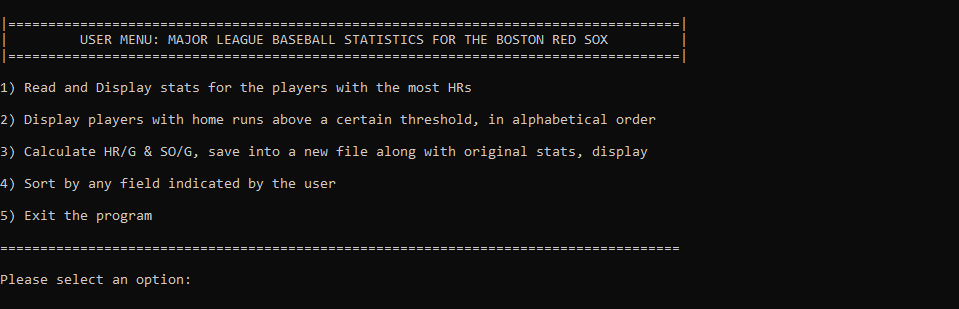 |====================================================================================|
|         USER MENU: MAJOR LEAGUE BASEBALL STATISTICS FOR THE BOSTON RED SOX         |
|====================================================================================|
1) Read and Display stats for the players with the most HRs
2) Display players with home runs above a certain threshold, in alphabetical order
3) Calculate HR/G & SO/G, save into a new file along with original stats, display
4) Sort by any field indicated by the user
5) Exit the program
=====================================================================================
Please select an option: